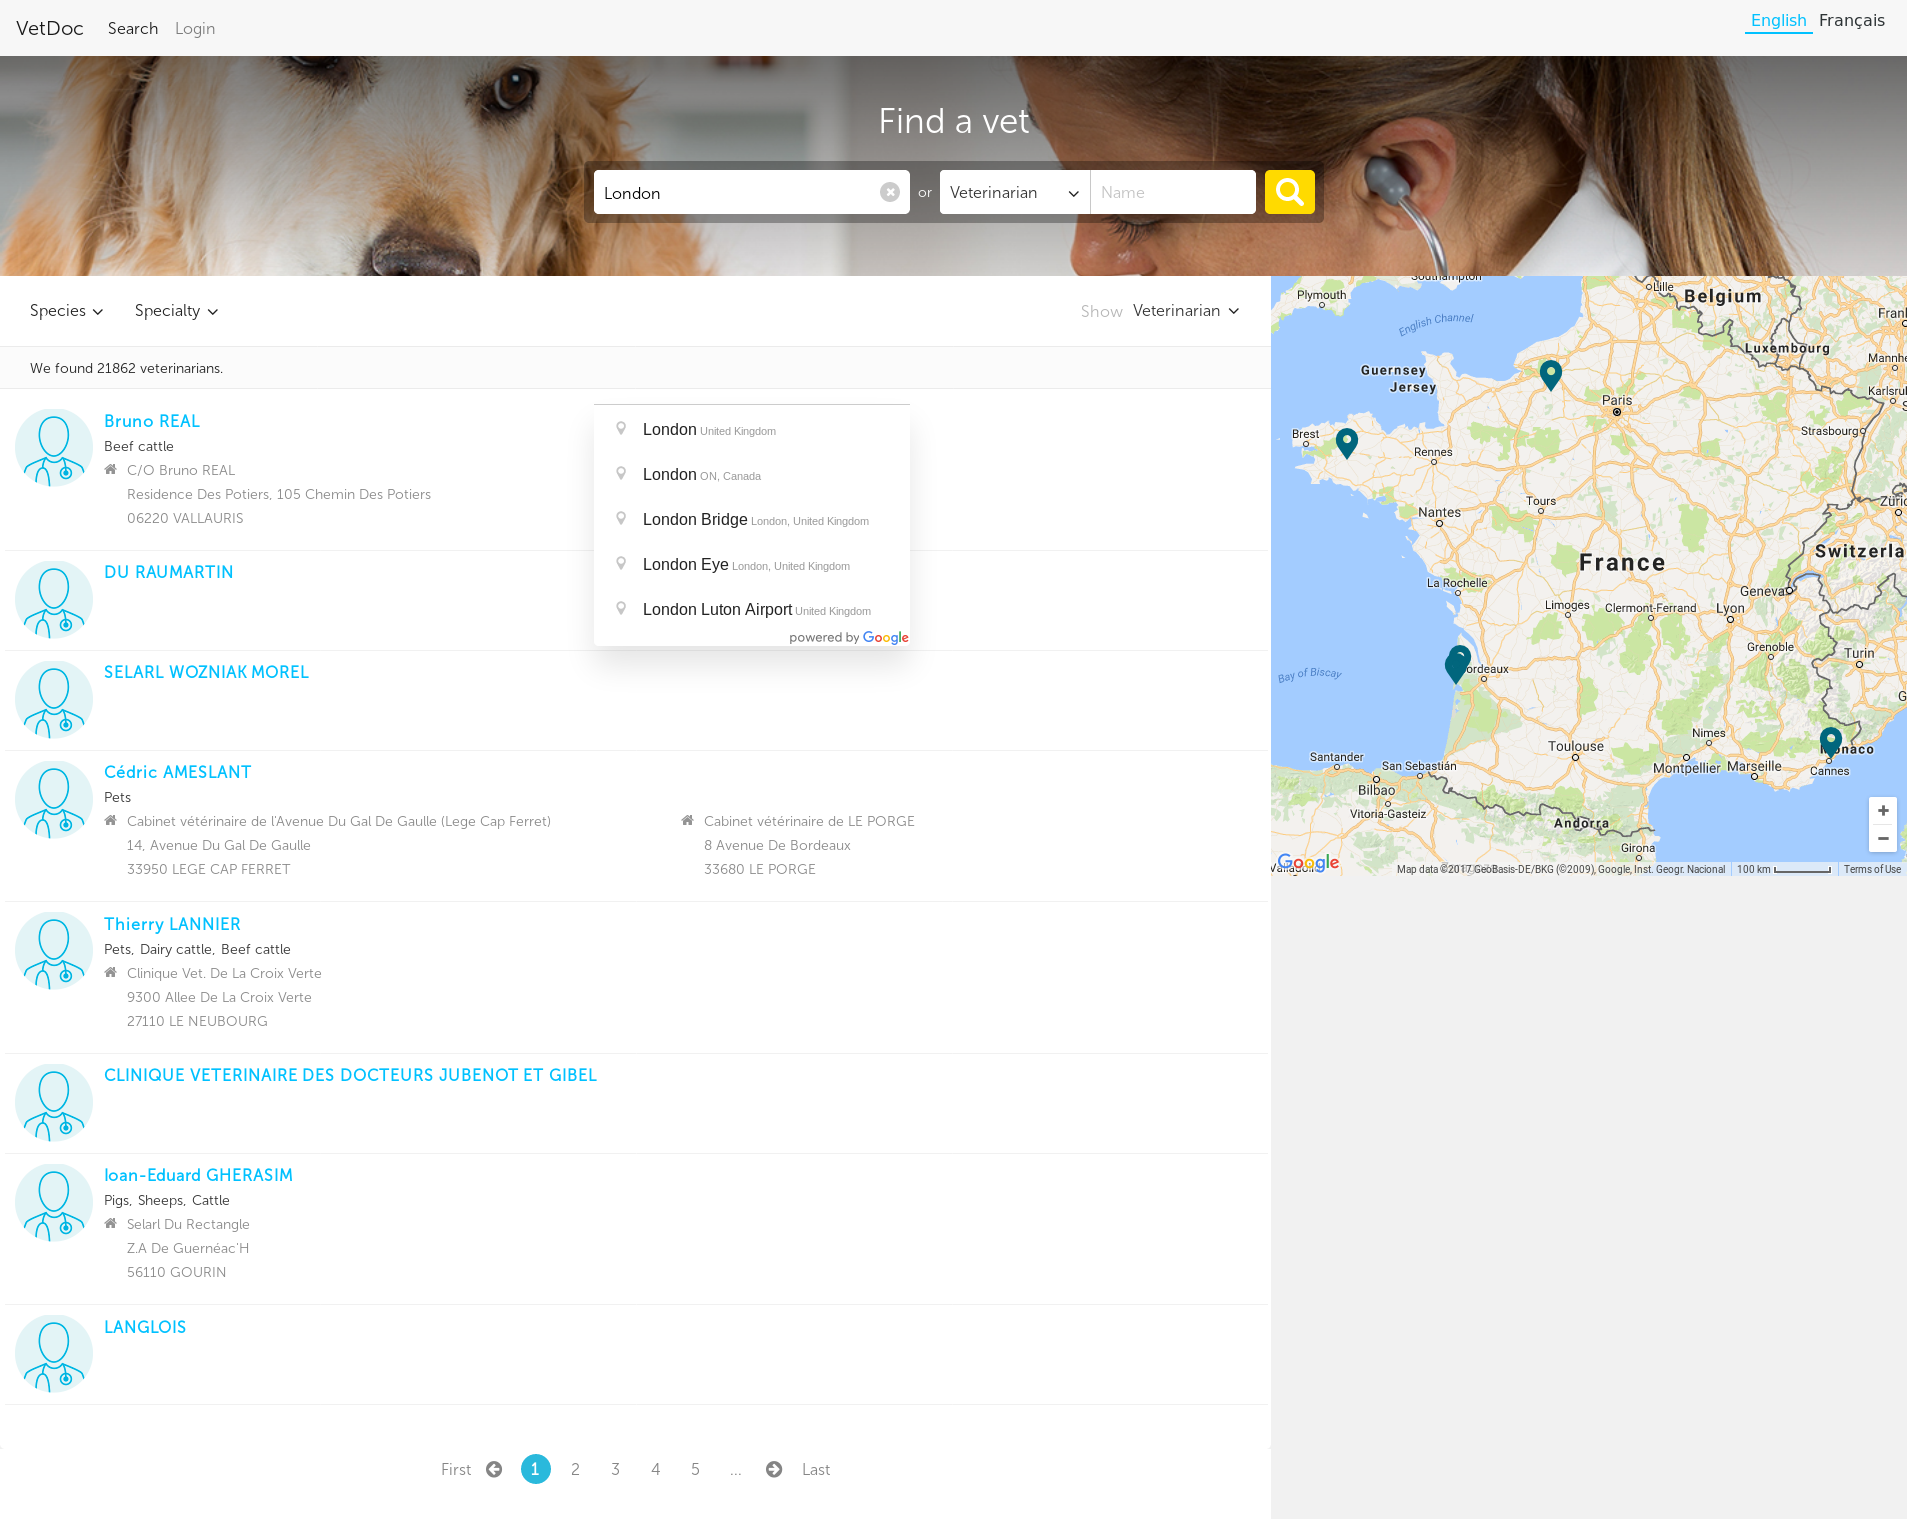 VetDoc Search Login English Français
Find a vet
London or Veterinarian Name
Species Specialty Show Veterinarian
We found 21862 veterinarians.
Bruno REAL
Beef cattle
C/O Bruno REAL
Residence Des Potiers, 105 Chemin Des Potiers
06220 VALLAURIS
London United Kingdom
London ON, Canada
London Bridge London, United Kingdom
London Eye London, United Kingdom
London Luton Airport United Kingdom
powered by Google
DU RAUMARTIN
SELARL WOZNIAK MOREL
Cédric AMESLANT
Pets
Cabinet vétérinaire de l'Avenue Du Gal De Gaulle (Lege Cap Ferret)
14, Avenue Du Gal De Gaulle
33950 LEGE CAP FERRET
Cabinet vétérinaire de LE PORGE
8 Avenue De Bordeaux
33680 LE PORGE
Thierry LANNIER
Pets, Dairy cattle, Beef cattle
Clinique Vet. De La Croix Verte
9300 Allee De La Croix Verte
27110 LE NEUBOURG
CLINIQUE VETERINAIRE DES DOCTEURS JUBENOT ET GIBEL
Ioan-Eduard GHERASIM
Pigs, Sheeps, Cattle
Selarl Du Rectangle
Z.A De Guernéac'H
56110 GOURIN
LANGLOIS
First 1 2 3 4 5 ... Last
Southampton
Plymouth
Lille
Belgium
English Channel
Luxembourg
Guernsey
Jersey
Paris
Brest
Rennes
Strasbourg
Tours
Nantes
France
La Rochelle
Geneva
Limoges
Clermont-Ferrand
Lyon
Grenoble
Turin
Bay of Biscay
Nimes
Toulouse
Santander
San Sebastián
Montpellier
Marseille
Cannes
Bilbao
Vitoria-Gasteiz
Andorra
Girona
Google
Map data ©2017 GeoBasis-DE/BKG (©2009), Google, Inst. Geogr. Nacional 100 km Terms of Use